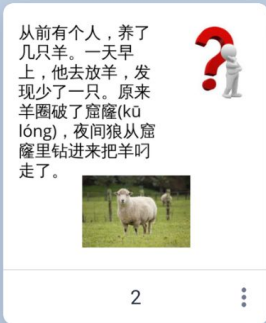 从前有个人，养了
几只羊。一天早
上，他去放羊，发
现少了一只。原来
羊圈破了窟窿(kū
lóng)，夜间狼从窟
窿里钻进来把羊叼
走了。
2